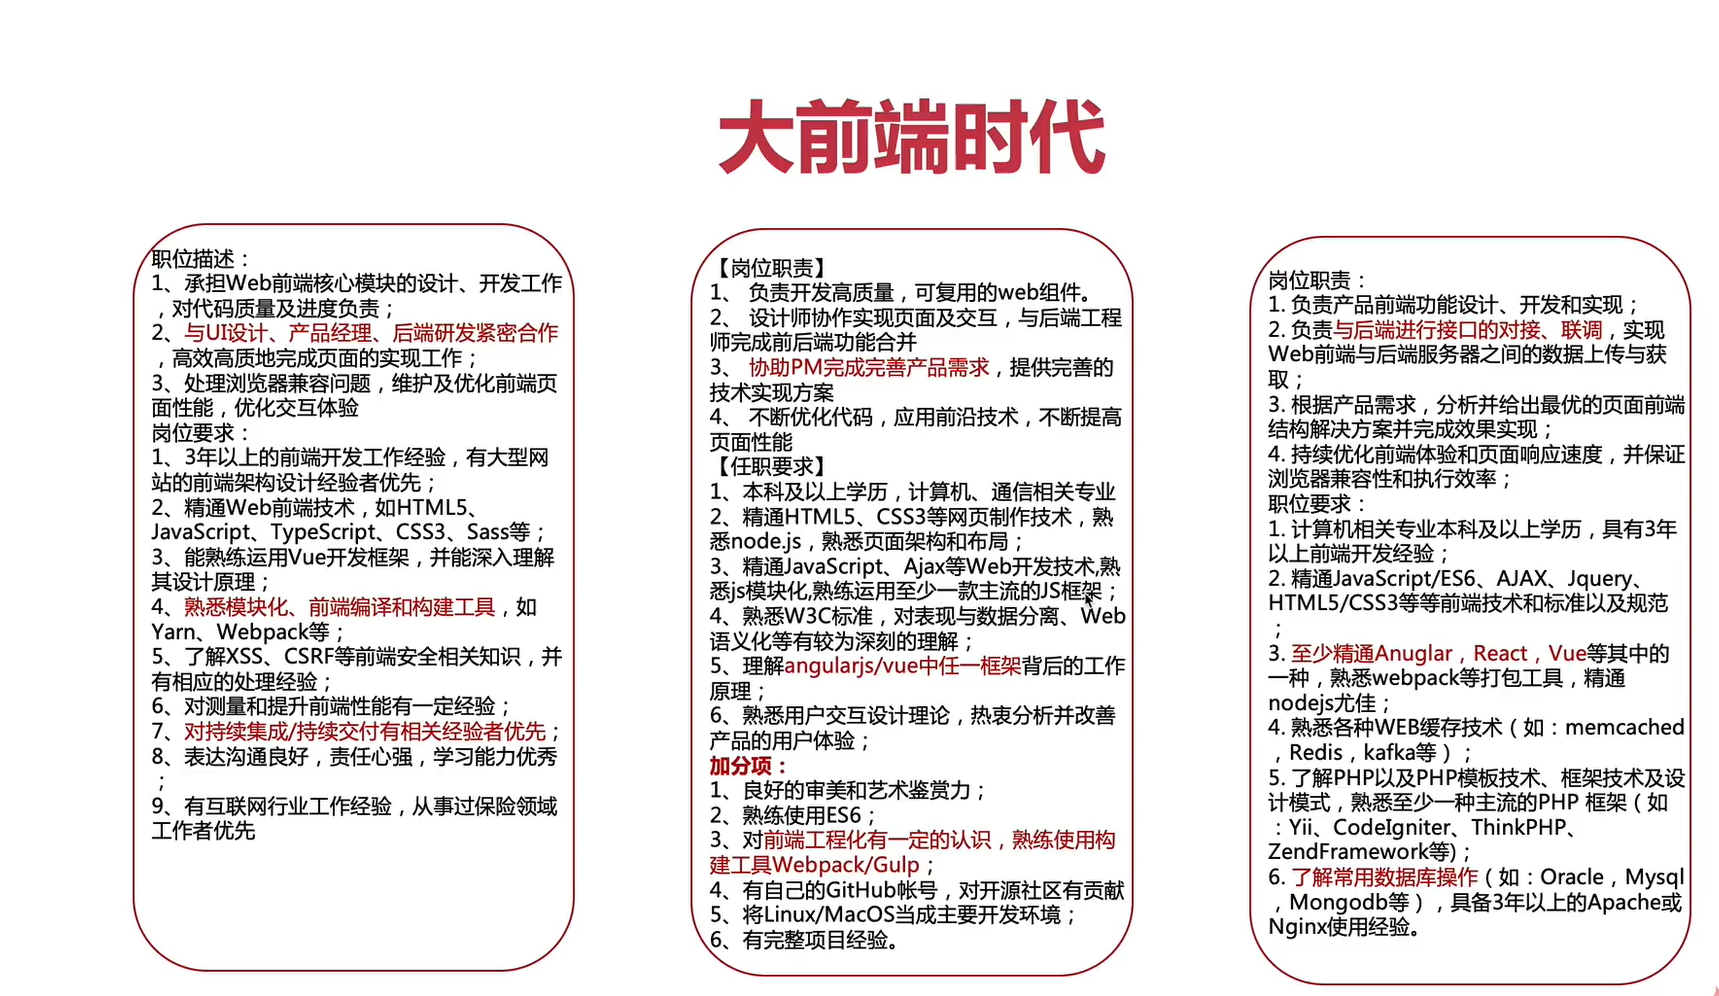 大前端时代
职位描述：
1、承担Web前端核心模块的设计、开发工作
，对代码质量及进度负责；
2、与UI设计、产品经理、后端研发紧密合作
，高效高质地完成页面的实现工作；
3、处理浏览器兼容问题，维护及优化前端页
面性能，优化交互体验
岗位要求：
1、3年以上的前端开发工作经验，有大型网
站的前端架构设计经验者优先；
2、精通Web前端技术，如HTML5、
JavaScript、TypeScript、CSS3、Sass等；
3、能熟练运用Vue开发框架，并能深入理解
其设计原理；
4、熟悉模块化、前端编译和构建工具，如
Yarn、Webpack等；
5、了解XSS、CSRF等前端安全相关知识，并
有相应的处理经验；
6、对测量和提升前端性能有一定经验；
7、对持续集成/持续交付有相关经验者优先；
8、表达沟通良好，责任心强，学习能力优秀
；
9、有互联网行业工作经验，从事过保险领域
工作者优先
【岗位职责】
1、 负责开发高质量，可复用的web组件。
2、 设计师协作实现页面及交互，与后端工程
师完成前后端功能合并
3、 协助PM完成完善产品需求，提供完善的
技术实现方案
4、 不断优化代码，应用前沿技术，不断提高
页面性能
【任职要求】
1、本科及以上学历，计算机、通信相关专业
2、精通HTML5、CSS3等网页制作技术，熟
悉node.js，熟悉页面架构和布局；
3、精通JavaScript、Ajax等Web开发技术,熟
悉js模块化,熟练运用至少一款主流的JS框架；
4、熟悉W3C标准，对表现与数据分离、Web
语义化等有较为深刻的理解；
5、理解angularjs/vue中任一框架背后的工作
原理；
6、熟悉用户交互设计理论，热衷分析并改善
产品的用户体验；
加分项：
1、良好的审美和艺术鉴赏力；
2、熟练使用ES6；
3、对前端工程化有一定的认识，熟练使用构
建工具Webpack/Gulp；
4、有自己的GitHub帐号，对开源社区有贡献
5、将Linux/MacOS当成主要开发环境；
6、有完整项目经验。
岗位职责：
1. 负责产品前端功能设计、开发和实现；
2. 负责与后端进行接口的对接、联调，实现
Web前端与后端服务器之间的数据上传与获
取；
3. 根据产品需求，分析并给出最优的页面前端
结构解决方案并完成效果实现；
4. 持续优化前端体验和页面响应速度，并保证
浏览器兼容性和执行效率；
职位要求：
1. 计算机相关专业本科及以上学历，具有3年
以上前端开发经验；
2. 精通JavaScript/ES6、AJAX、Jquery、
HTML5/CSS3等等前端技术和标准以及规范
；
3. 至少精通Anuglar，React，Vue等其中的
一种，熟悉webpack等打包工具，精通
nodejs尤佳；
4. 熟悉各种WEB缓存技术（如：memcached
，Redis，kafka等）；
5. 了解PHP以及PHP模板技术、框架技术及设
计模式，熟悉至少一种主流的PHP 框架（如
：Yii、CodeIgniter、ThinkPHP、
ZendFramework等)；
6. 了解常用数据库操作（如：Oracle，Mysql
，Mongodb等），具备3年以上的Apache或
Nginx使用经验。